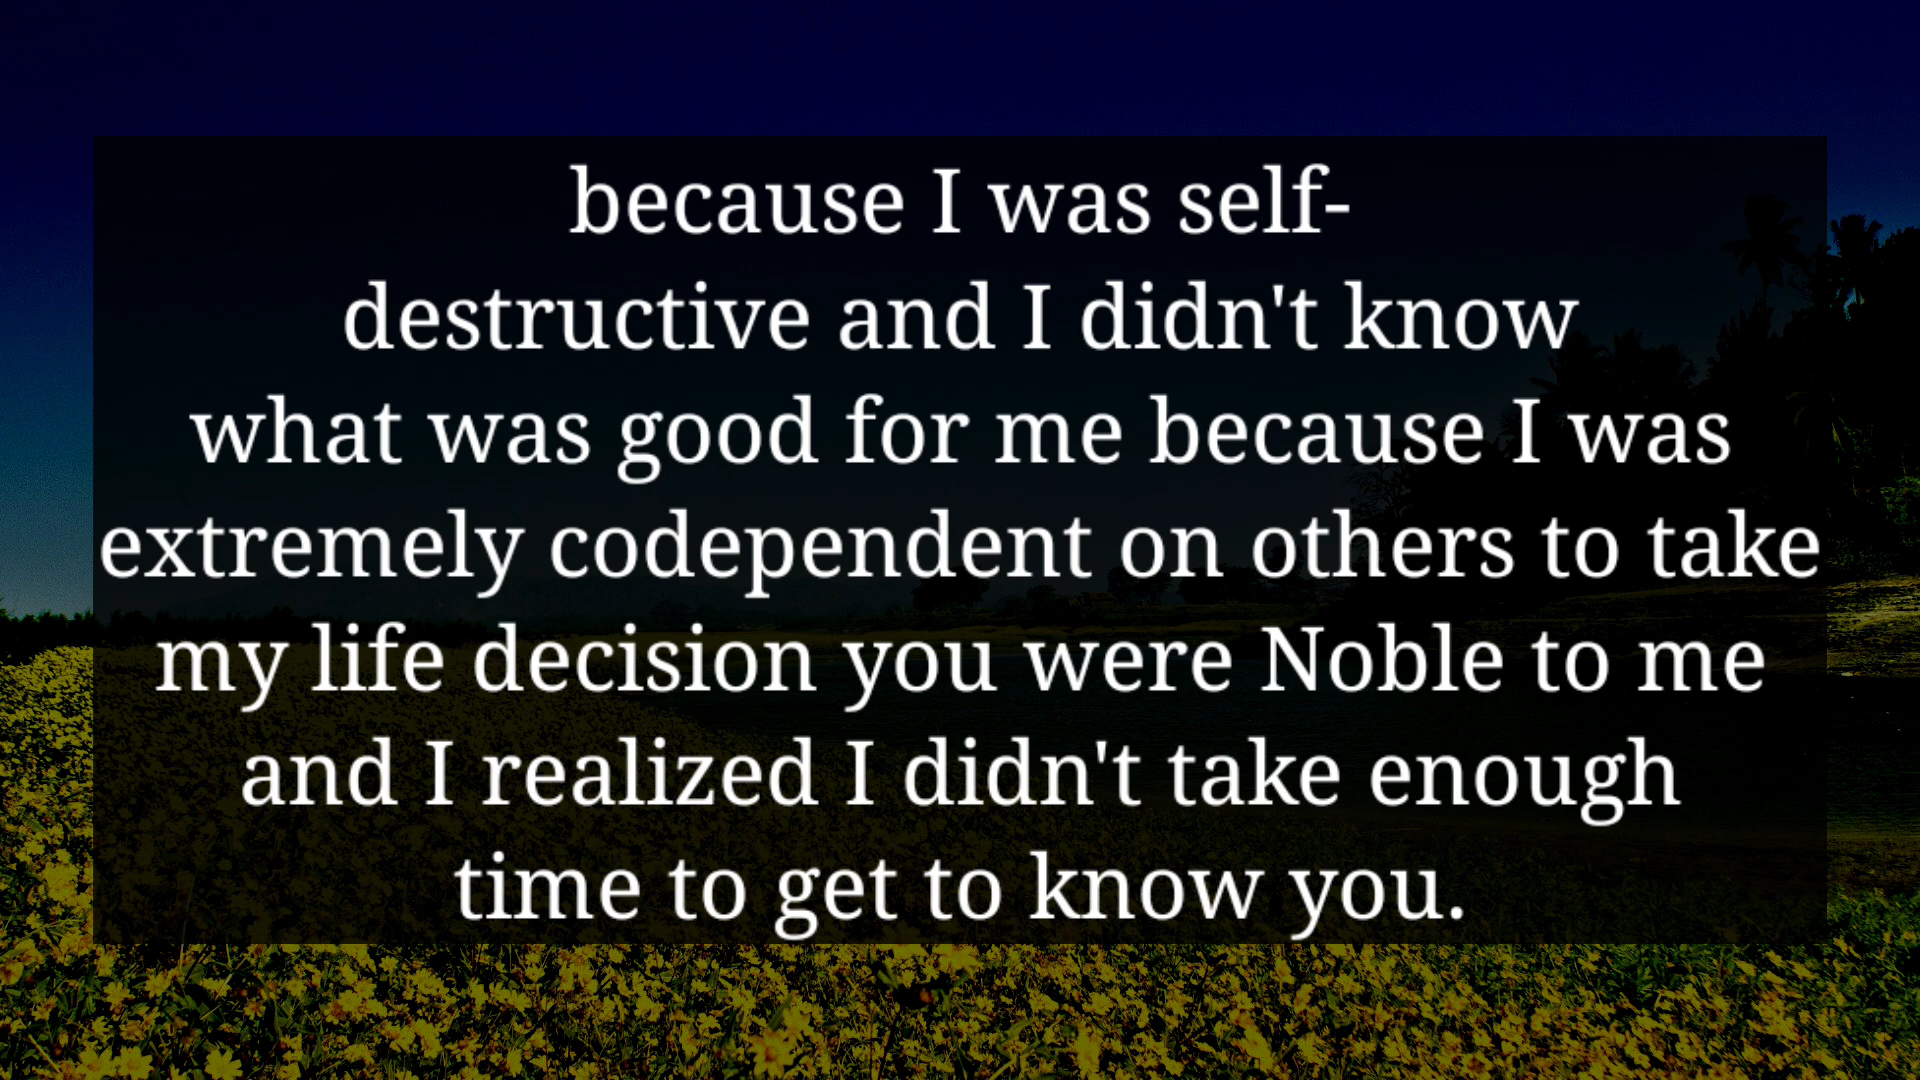 because I was self-
destructive and I didn't know
what was good for me because I was
extremely codependent on others to take
my life decision you were Noble to me
and I realized I didn't take enough
time to get to know you.